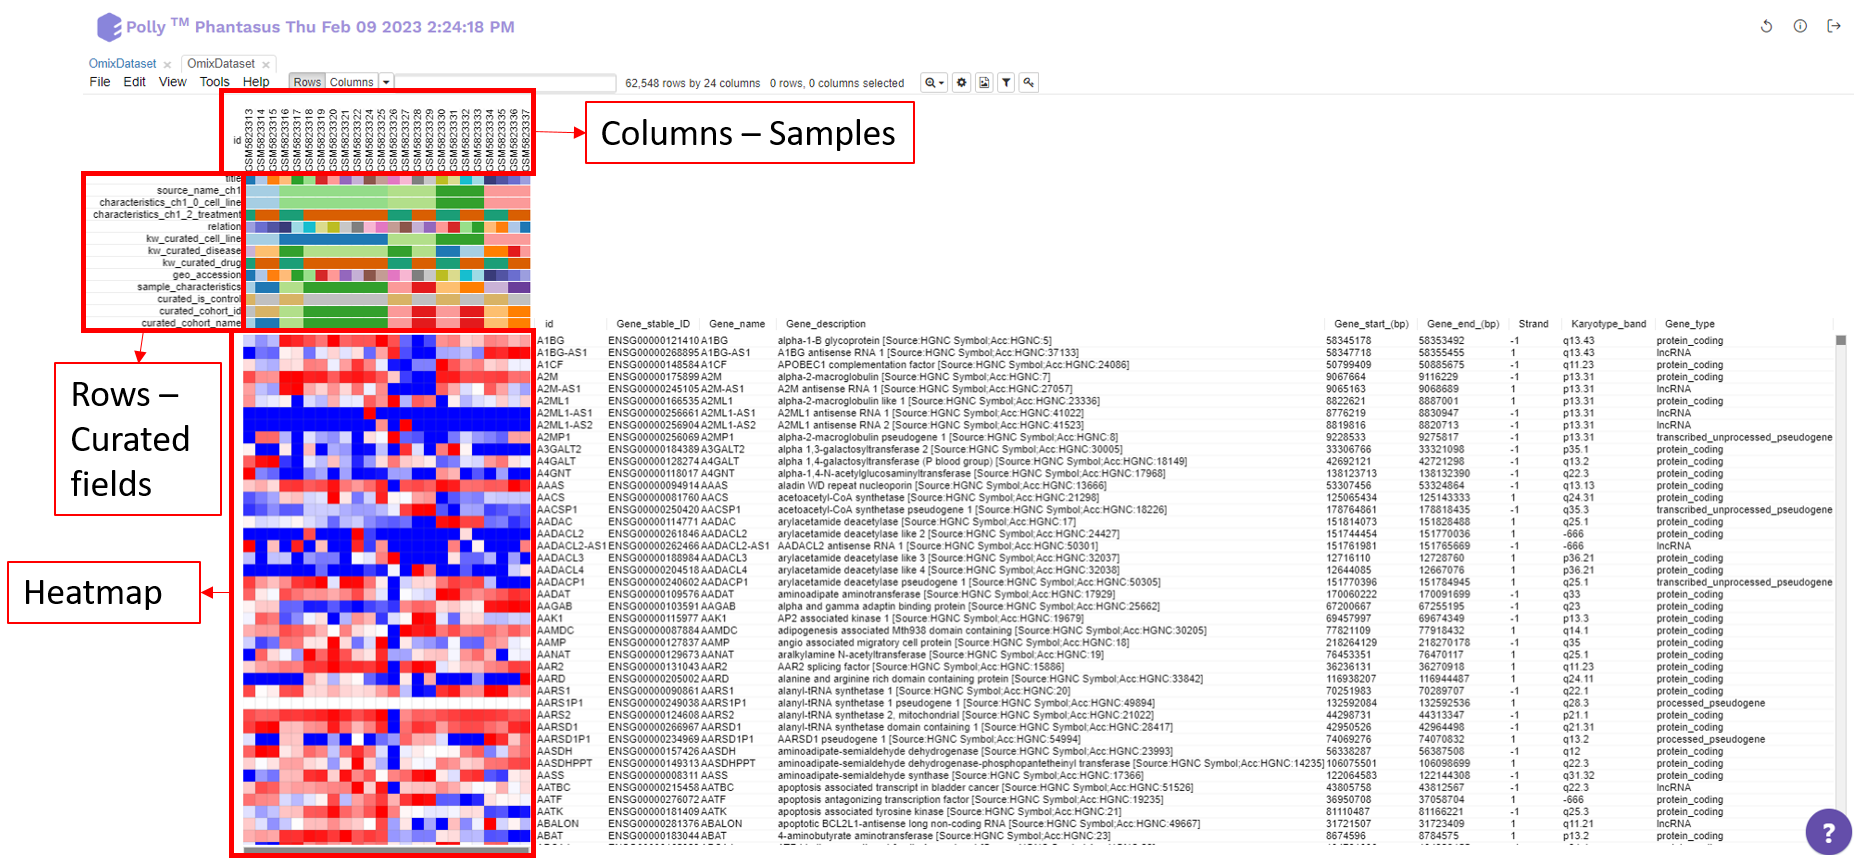 Polly TM Phantasus Thu Feb 09 2023 2:24:18 PM
OmixDataset × OmixDataset ×
File Edit View Tools Help Rows Columns 62,548 rows by 24 columns 0 rows, 0 columns selected
id GSM5823313 GSM5823314 GSM5823315 GSM5823316 GSM5823317 GSM5823318 GSM5823319 GSM5823320 GSM5823321 GSM5823322 GSM5823324 GSM5823325 GSM5823326 GSM5823327 GSM5823328 GSM5823329 GSM5823330 GSM5823331 GSM5823332 GSM5823333 GSM5823334 GSM5823335 GSM5823336 GSM5823337
Columns – Samples
title
source_name_ch1
characteristics_ch1_0_cell_line
characteristics_ch1_2_treatment
relation
kw_curated_cell_line
kw_curated_disease
kw_curated_drug
geo_accession
sample_characteristics
curated_is_control
curated_cohort_id
curated_cohort_name
Rows –
Curated
fields
Heatmap
id Gene_stable_ID Gene_name Gene_description Gene_start_(bp) Gene_end_(bp) Strand Karyotype_band Gene_type
A1BG ENSG00000121410 A1BG alpha-1-B glycoprotein [Source:HGNC Symbol;Acc:HGNC:5] 58345178 58353492 -1 q13.43 protein_coding
A1BG-AS1 ENSG00000268895 A1BG-AS1 A1BG antisense RNA 1 [Source:HGNC Symbol;Acc:HGNC:37133] 58347718 58355455 1 q13.43 lncRNA
A1CF ENSG00000148584 A1CF APOBEC1 complementation factor [Source:HGNC Symbol;Acc:HGNC:24086] 50799409 50885675 -1 q11.23 protein_coding
A2M ENSG00000175899 A2M alpha-2-macroglobulin [Source:HGNC Symbol;Acc:HGNC:7] 9067664 9116229 -1 p13.31 protein_coding
A2M-AS1 ENSG00000245105 A2M-AS1 A2M antisense RNA 1 [Source:HGNC Symbol;Acc:HGNC:27057] 9065163 9068689 1 p13.31 lncRNA
A2ML1 ENSG00000166535 A2ML1 alpha-2-macroglobulin like 1 [Source:HGNC Symbol;Acc:HGNC:23336] 8822621 8887001 1 p13.31 protein_coding
A2ML1-AS1 ENSG00000256661 A2ML1-AS1 A2ML1 antisense RNA 1 [Source:HGNC Symbol;Acc:HGNC:41022] 8776219 8830947 -1 p13.31 lncRNA
A2ML1-AS2 ENSG00000256904 A2ML1-AS2 A2ML1 antisense RNA 2 [Source:HGNC Symbol;Acc:HGNC:41523] 8819816 8820713 -1 p13.31 lncRNA
A2MP1 ENSG00000256069 A2MP1 alpha-2-macroglobulin pseudogene 1 [Source:HGNC Symbol;Acc:HGNC:8] 9228533 9275817 -1 p13.31 transcribed_unprocessed_pseudogene
A3GALT2 ENSG00000184389 A3GALT2 alpha 1,3-galactosyltransferase 2 [Source:HGNC Symbol;Acc:HGNC:30005] 33306766 33321098 -1 p35.1 protein_coding
A4GALT ENSG00000128274 A4GALT alpha 1,4-galactosyltransferase (P blood group) [Source:HGNC Symbol;Acc:HGNC:18149] 42692121 42721298 -1 q13.2 protein_coding
A4GNT ENSG00000118017 A4GNT alpha-1,4-N-acetylglucosaminyltransferase [Source:HGNC Symbol;Acc:HGNC:17968] 138123713 138132390 -1 q22.3 protein_coding
AAAS ENSG00000094914 AAAS aladin WD repeat nucleoporin [Source:HGNC Symbol;Acc:HGNC:13666] 53307456 53324864 -1 q13.13 protein_coding
AACS ENSG00000081760 AACS acetoacetyl-CoA synthetase [Source:HGNC Symbol;Acc:HGNC:21298] 125065434 125143333 1 q24.31 protein_coding
AACSP1 ENSG00000250420 AACSP1 acetoacetyl-CoA synthetase pseudogene 1 [Source:HGNC Symbol;Acc:HGNC:18226] 178764861 178818435 -1 q35.3 transcribed_unprocessed_pseudogene
AADAC ENSG00000114771 AADAC arylacetamide deacetylase [Source:HGNC Symbol;Acc:HGNC:17] 151814073 151828488 1 q25.1 protein_coding
AADACL2 ENSG00000261846 AADACL2 arylacetamide deacetylase like 2 [Source:HGNC Symbol;Acc:HGNC:24427] 151744454 151770036 1 -666 protein_coding
AADACL2-AS1 ENSG00000262466 AADACL2-AS1 AADACL2 antisense RNA 1 [Source:HGNC Symbol;Acc:HGNC:50301] 151761981 151765669 -1 -666 lncRNA
AADACL3 ENSG00000188984 AADACL3 arylacetamide deacetylase like 3 [Source:HGNC Symbol;Acc:HGNC:32037] 12716110 12728760 1 p36.21 protein_coding
AADACL4 ENSG00000204518 AADACL4 arylacetamide deacetylase like 4 [Source:HGNC Symbol;Acc:HGNC:32038] 12644085 12667076 1 p36.21 protein_coding
AADACP1 ENSG00000240602 AADACP1 arylacetamide deacetylase pseudogene 1 [Source:HGNC Symbol;Acc:HGNC:50305] 151770396 151784945 1 q25.1 transcribed_unprocessed_pseudogene
AADAT ENSG00000109576 AADAT aminoadipate aminotransferase [Source:HGNC Symbol;Acc:HGNC:17929] 170060222 170091699 -1 q33 protein_coding
AAGAB ENSG00000103591 AAGAB alpha and gamma adaptin binding protein [Source:HGNC Symbol;Acc:HGNC:25662] 67200667 67255195 -1 q23 protein_coding
AAK1 ENSG00000115977 AAK1 AP2 associated kinase 1 [Source:HGNC Symbol;Acc:HGNC:19679] 69457997 69674349 -1 p13.3 protein_coding
AAMDC ENSG00000087884 AAMDC adipogenesis associated Mth938 domain containing [Source:HGNC Symbol;Acc:HGNC:30205] 77821109 77918432 1 q14.1 protein_coding
AAMP ENSG00000127837 AAMP angio associated migratory cell protein [Source:HGNC Symbol;Acc:HGNC:18] 218264129 218270178 -1 q35 protein_coding
AANAT ENSG00000129673 AANAT aralkylamine N-acetyltransferase [Source:HGNC Symbol;Acc:HGNC:19] 76453351 76470117 1 q25.1 protein_coding
AAR2 ENSG00000131043 AAR2 AAR2 splicing factor [Source:HGNC Symbol;Acc:HGNC:15886] 36236131 36270918 1 q11.23 protein_coding
AARD ENSG00000205002 AARD alanine and arginine rich domain containing protein [Source:HGNC Symbol;Acc:HGNC:33842] 116938207 116944487 1 q24.11 protein_coding
AARS1 ENSG00000090861 AARS1 alanyl-tRNA synthetase 1 [Source:HGNC Symbol;Acc:HGNC:20] 70251983 70289707 -1 q22.1 protein_coding
AARS1P1 ENSG00000249038 AARS1P1 alanyl-tRNA synthetase 1 pseudogene 1 [Source:HGNC Symbol;Acc:HGNC:49894] 132592084 132592536 1 q28.3 processed_pseudogene
AARS2 ENSG00000124608 AARS2 alanyl-tRNA synthetase 2, mitochondrial [Source:HGNC Symbol;Acc:HGNC:21022] 44298731 44313347 -1 p21.1 protein_coding
AARSD1 ENSG00000266967 AARSD1 alanyl-tRNA synthetase domain containing 1 [Source:HGNC Symbol;Acc:HGNC:28417] 42950526 42964498 -1 q21.31 protein_coding
AARSD1P1 ENSG00000234969 AARSD1P1 AARSD1 pseudogene 1 [Source:HGNC Symbol;Acc:HGNC:54994] 74069276 74070832 1 q13.2 processed_pseudogene
AASDH ENSG00000157426 AASDH aminoadipate-semialdehyde dehydrogenase [Source:HGNC Symbol;Acc:HGNC:23993] 56338287 56387508 -1 q12 protein_coding
AASDHPPT ENSG00000149313 AASDHPPT aminoadipate-semialdehyde dehydrogenase-phosphopantetheinyl transferase [Source:HGNC Symbol;Acc:HGNC:14235] 106075501 106098699 1 q22.3 protein_coding
AASS ENSG00000008311 AASS aminoadipate-semialdehyde synthase [Source:HGNC Symbol;Acc:HGNC:17366] 122064583 122144308 -1 q31.32 protein_coding
AATBC ENSG00000215458 AATBC apoptosis associated transcript in bladder cancer [Source:HGNC Symbol;Acc:HGNC:51526] 43805758 43812567 -1 q22.3 lncRNA
AATF ENSG00000276072 AATF apoptosis antagonizing transcription factor [Source:HGNC Symbol;Acc:HGNC:19235] 36950708 37058704 1 -666 protein_coding
AATK ENSG00000181409 AATK apoptosis associated tyrosine kinase [Source:HGNC Symbol;Acc:HGNC:21] 81110487 81166221 -1 q25.3 protein_coding
ABALON ENSG00000281376 ABALON apoptotic BCL2L1-antisense long non-coding RNA [Source:HGNC Symbol;Acc:HGNC:49667] 31721507 31723409 1 q11.21 lncRNA
ABAT ENSG00000183044 ABAT 4-aminobutyrate aminotransferase [Source:HGNC Symbol;Acc:HGNC:23] 8674596 8784575 1 p13.2 protein_coding
?